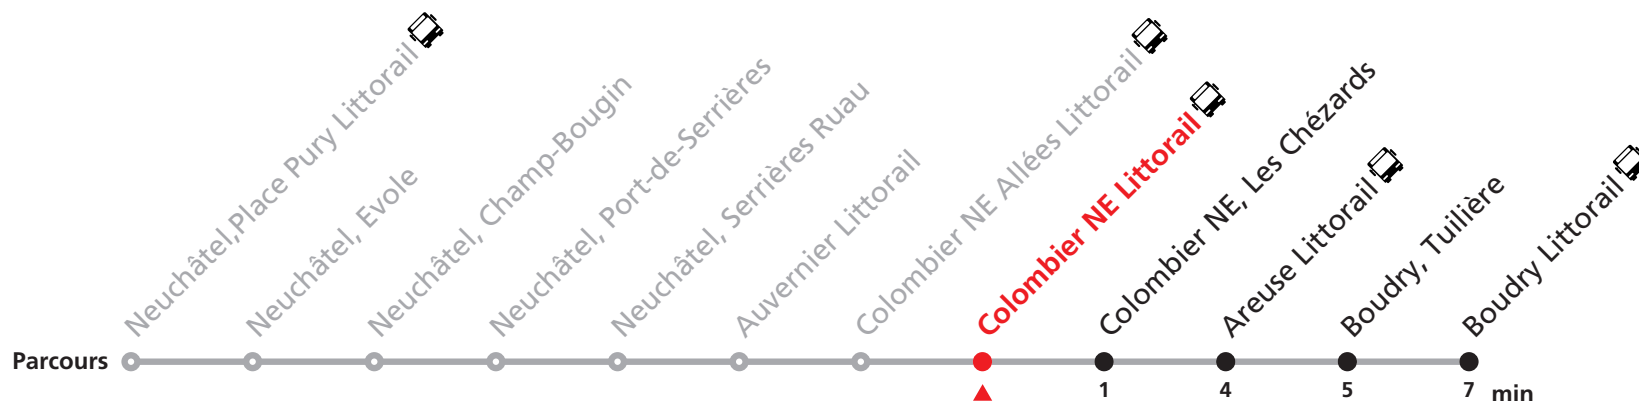 Neuchâtel,Place Pury Littorail
Neuchâtel, Evole
Neuchâtel, Champ-Bougin
Neuchâtel, Port-de-Serrières
Neuchâtel, Serrières Ruau
Auvernier Littorail
Colombier NE Allées Littorail
Colombier NE Littorail
Colombier NE, Les Chézards
Areuse Littorail
Boudry, Tuilière
Boudry Littorail
Parcours
1 4 5 7 min